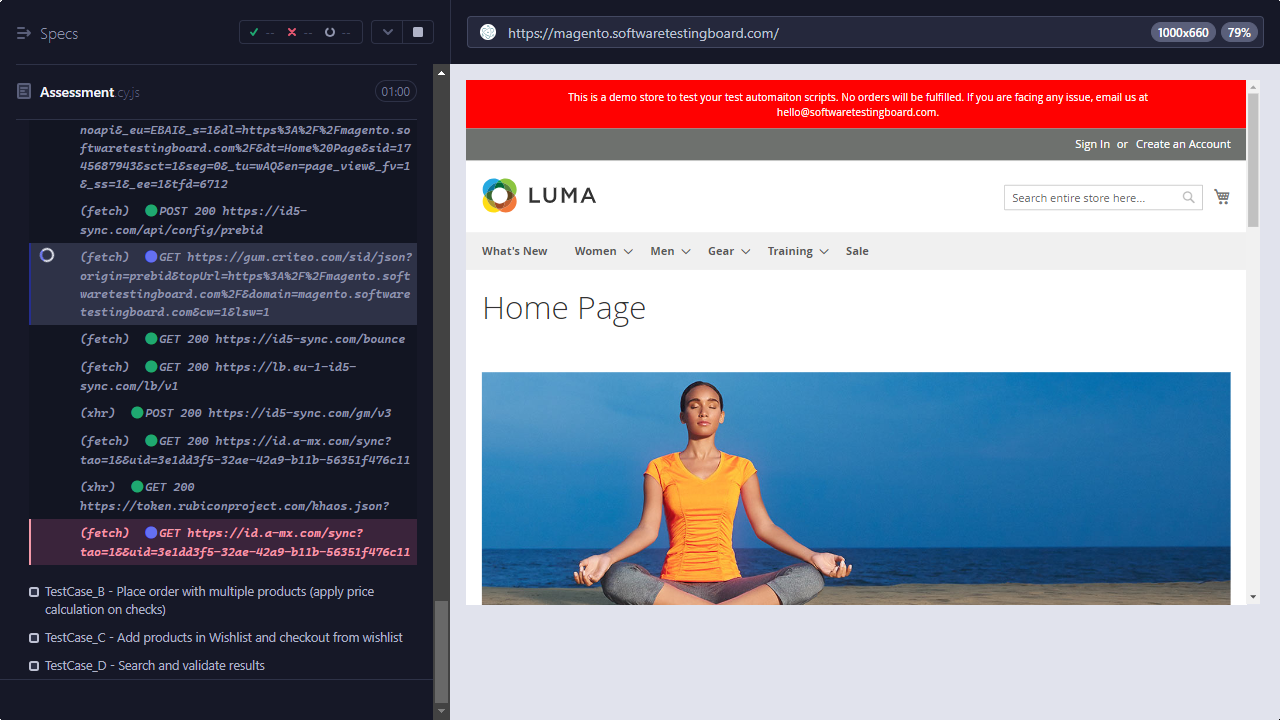 Specs
--
--
--
https://magento.softwaretestingboard.com/
1000x660
79%
Assessment.cy.js
01:00
noapi&_eu=EBAI&_s=1&dl=https%3A%2F%2Fmagento.so
ftwaretestingboard.com%2F&dt=Home%20Page&sid=17
45687943&sct=1&seg=0&_tu=wAQ&en=page_view&_fv=1
&_ss=1&_ee=1&tfd=6712
(fetch) POST 200 https://id5-
sync.com/api/config/prebid
(fetch) GET https://gum.criteo.com/sid/json?
origin=prebid&topUrl=https%3A%2F%2Fmagento.soft
waretestingboard.com%2F&domain=magento.software
testingboard.com&cw=1&lsw=1
(fetch) GET 200 https://id5-sync.com/bounce
(fetch) GET 200 https://lb.eu-1-id5-
sync.com/lb/v1
(xhr) POST 200 https://id5-sync.com/gm/v3
(fetch) GET 200 https://id.a-mx.com/sync?
tao=1&&uid=3e1dd3f5-32ae-42a9-b11b-56351f476c11
(xhr) GET 200
https://token.rubiconproject.com/khaos.json?
(fetch) GET https://id.a-mx.com/sync?
tao=1&&uid=3e1dd3f5-32ae-42a9-b11b-56351f476c11
TestCase_B - Place order with multiple products (apply price
calculation on checks)
TestCase_C - Add products in Wishlist and checkout from wishlist
TestCase_D - Search and validate results
This is a demo store to test your test automaiton scripts. No orders will be fulfilled. If you are facing any issue, email us at
hello@softwaretestingboard.com.
Sign In or Create an Account
LUMA
Search entire store here...
What's New Women Men Gear Training Sale
Home Page